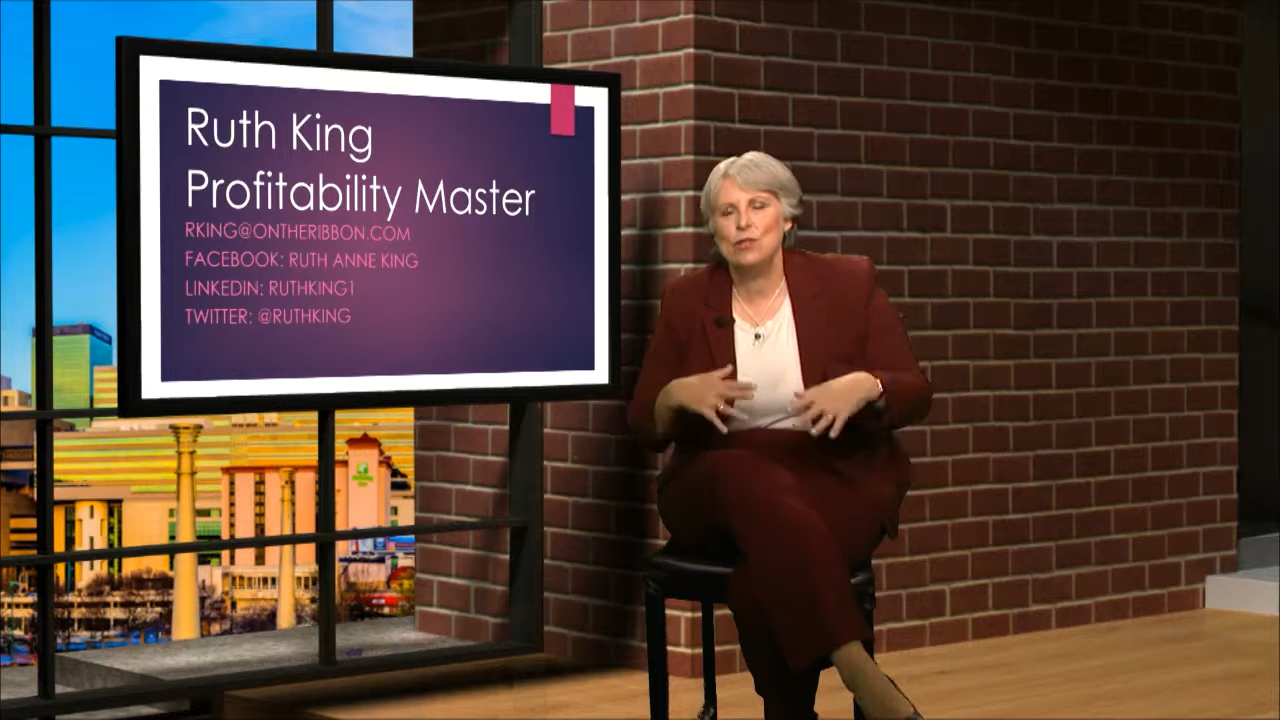 Ruth King
Profitability Master
RKING@ONTHERIBBON.COM
FACEBOOK: RUTH ANNE KING
LINKEDIN: RUTHKING1
TWITTER: @RUTHKING